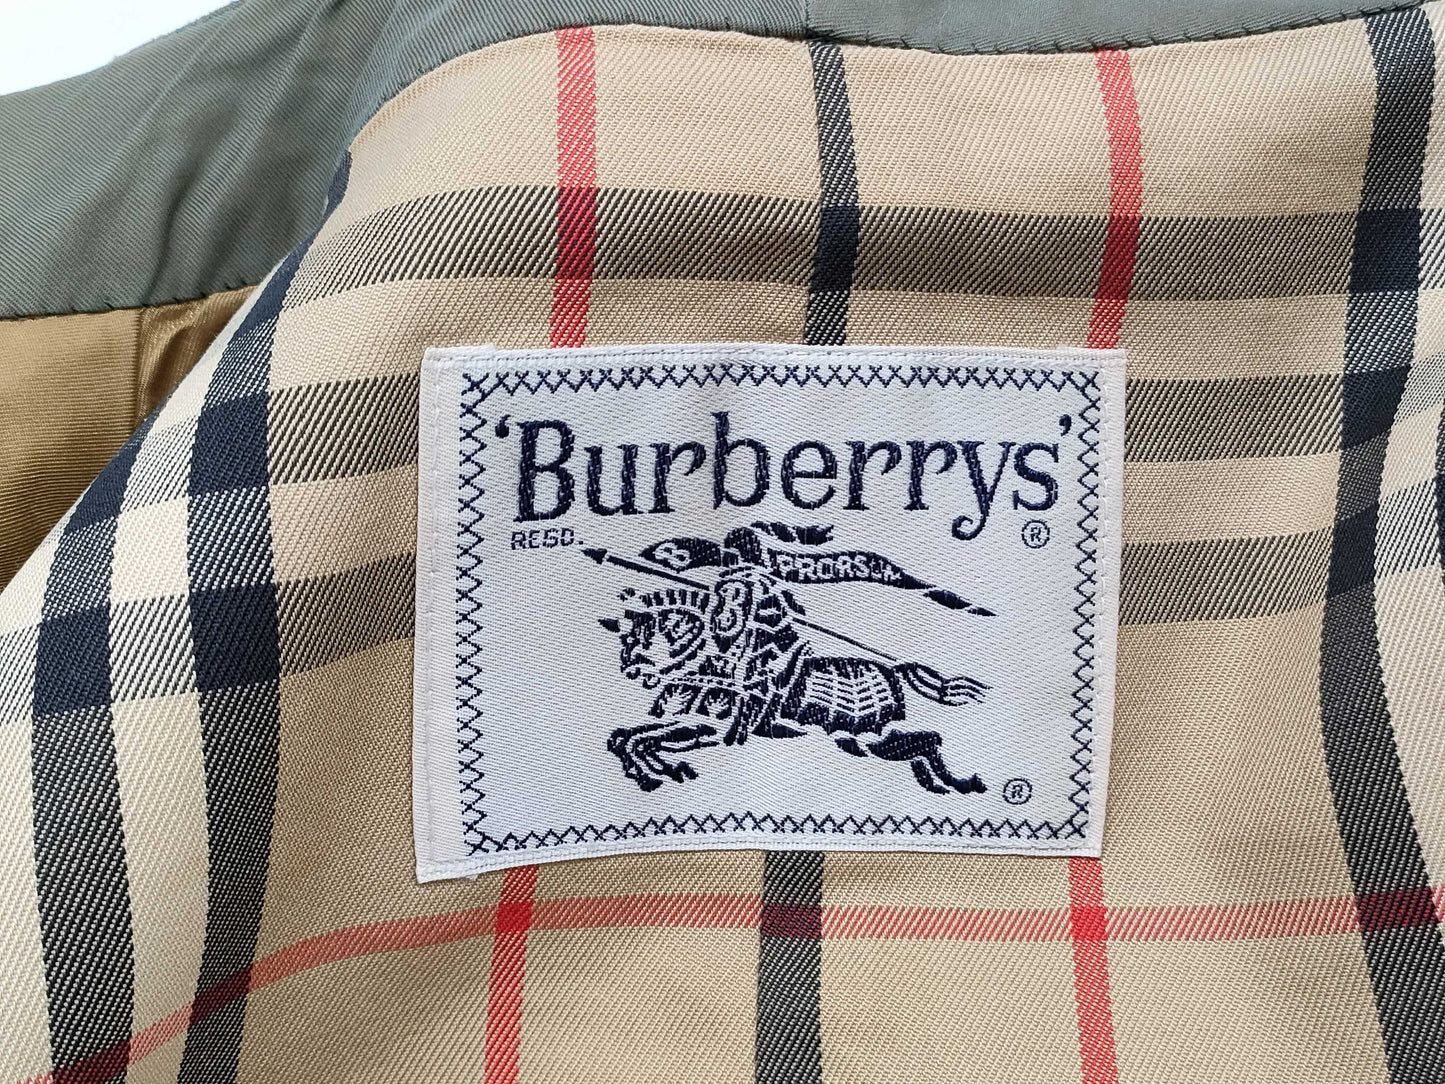 ‘Burberrys’
REGD. ®
B PRORSUM
B
®